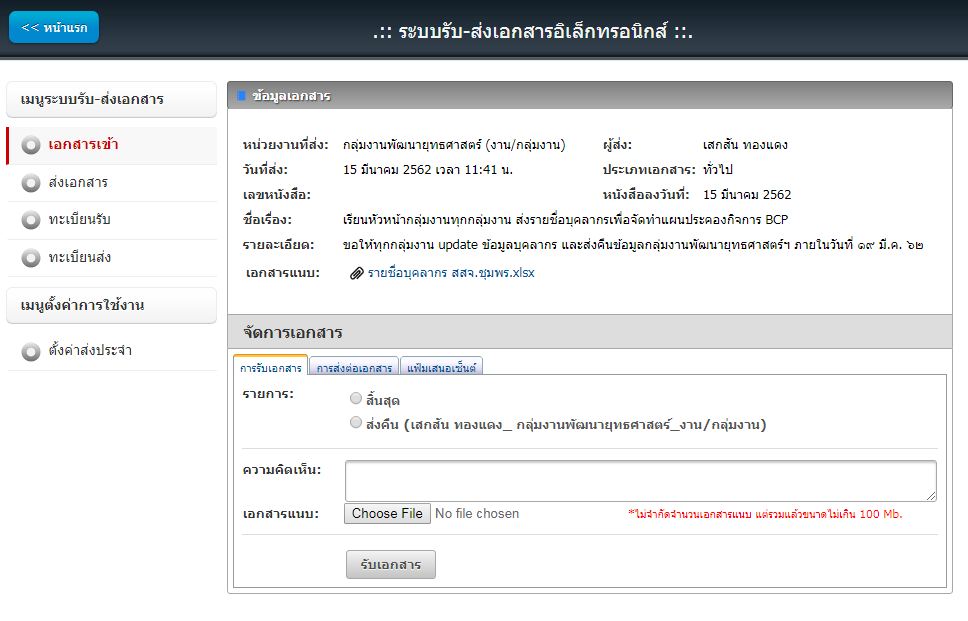 << หน้าแรก
.:: ระบบรับ-ส่งเอกสารอิเล็กทรอนิกส์ ::.
เมนูระบบรับ-ส่งเอกสาร
เอกสารเข้า
ส่งเอกสาร
ทะเบียนรับ
ทะเบียนส่ง
เมนูตั้งค่าการใช้งาน
ตั้งค่าส่งประจำ
ข้อมูลเอกสาร
หน่วยงานที่ส่ง: กลุ่มงานพัฒนายุทธศาสตร์ (งาน/กลุ่มงาน) ผู้ส่ง: เสกสัน ทองแดง
วันที่ส่ง: 15 มีนาคม 2562 เวลา 11:41 น. ประเภทเอกสาร: ทั่วไป
เลขหนังสือ: หนังสือลงวันที่: 15 มีนาคม 2562
ชื่อเรื่อง: เรียนหัวหน้ากลุ่มงานทุกกลุ่มงาน ส่งรายชื่อบุคลากรเพื่อจัดทำแผนประคองกิจการ BCP
รายละเอียด: ขอให้ทุกกลุ่มงาน update ข้อมูลบุคลากร และส่งคืนข้อมูลกลุ่มงานพัฒนายุทธศาสตร์ฯ ภายในวันที่ ๑๙ มี.ค. ๖๒
เอกสารแนบ: รายชื่อบุคลากร สสจ.ชุมพร.xlsx
จัดการเอกสาร
การรับเอกสาร การส่งต่อเอกสาร แฟ้มเสนอเซ็นต์
รายการ: สิ้นสุด
ส่งคืน (เสกสัน ทองแดง_ กลุ่มงานพัฒนายุทธศาสตร์_งาน/กลุ่มงาน)
ความคิดเห็น:
เอกสารแนบ: Choose File No file chosen *ไม่จำกัดจำนวนเอกสารแนบ แต่รวมแล้วขนาดไม่เกิน 100 Mb.
รับเอกสาร